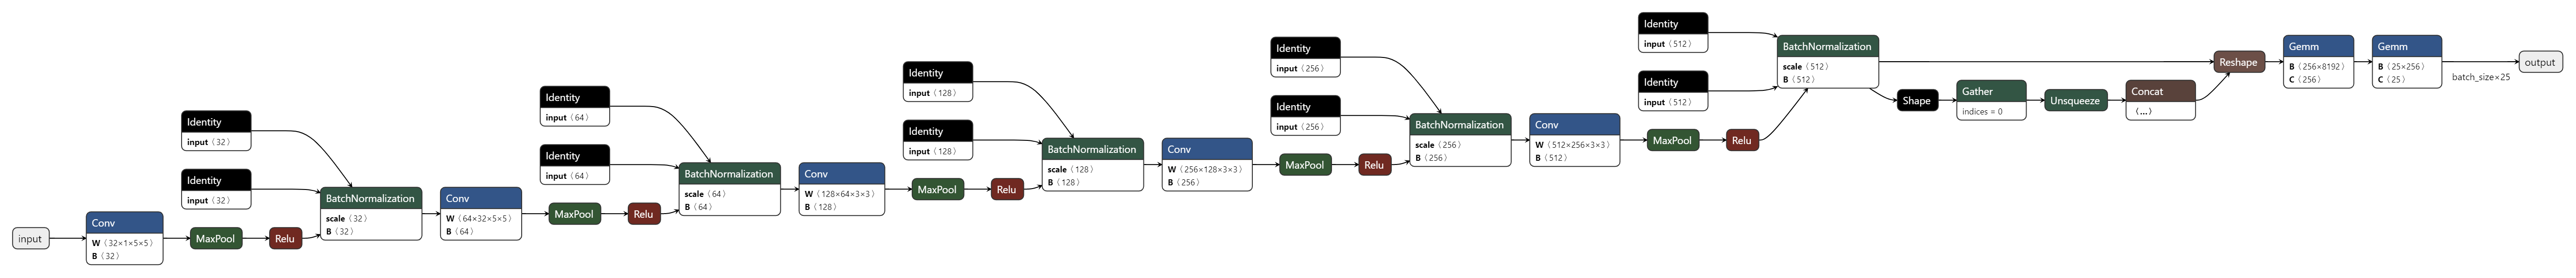 input
Conv
W ⟨32×1×5×5⟩
B ⟨32⟩
MaxPool
Relu
Identity
input ⟨32⟩
Identity
input ⟨32⟩
BatchNormalization
scale ⟨32⟩
B ⟨32⟩
Conv
W ⟨64×32×5×5⟩
B ⟨64⟩
MaxPool
Relu
Identity
input ⟨64⟩
Identity
input ⟨64⟩
BatchNormalization
scale ⟨64⟩
B ⟨64⟩
Conv
W ⟨128×64×3×3⟩
B ⟨128⟩
MaxPool
Relu
Identity
input ⟨128⟩
Identity
input ⟨128⟩
BatchNormalization
scale ⟨128⟩
B ⟨128⟩
Conv
W ⟨256×128×3×3⟩
B ⟨256⟩
MaxPool
Relu
Identity
input ⟨256⟩
Identity
input ⟨256⟩
BatchNormalization
scale ⟨256⟩
B ⟨256⟩
Conv
W ⟨512×256×3×3⟩
B ⟨512⟩
MaxPool
Relu
Identity
input ⟨512⟩
Identity
input ⟨512⟩
BatchNormalization
scale ⟨512⟩
B ⟨512⟩
Shape
Gather
indices = 0
Unsqueeze
Concat
⟨...⟩
Reshape
Gemm
B ⟨256×8192⟩
C ⟨256⟩
Gemm
B ⟨25×256⟩
C ⟨25⟩
batch_size×25
output